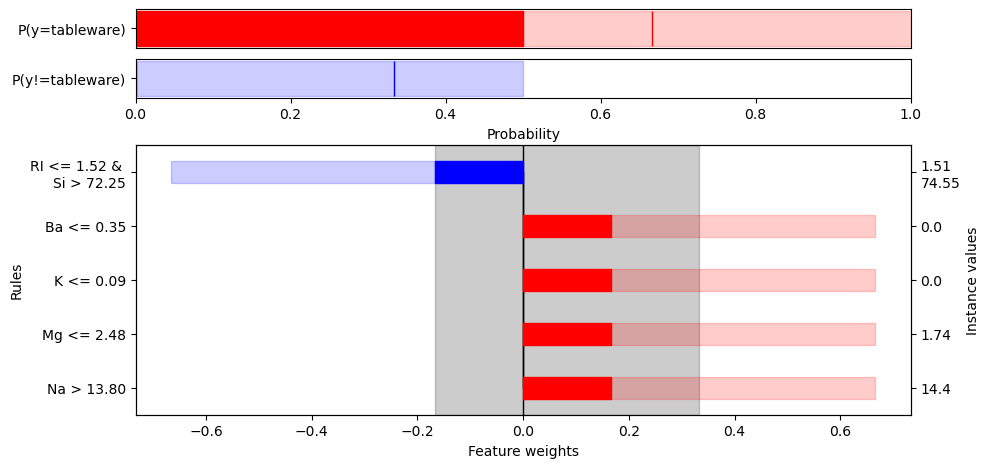 P(y=tableware)
P(y!=tableware)
0.0 0.2 0.4 0.6 0.8 1.0
Probability
RI <= 1.52 &
Si > 72.25
Ba <= 0.35
K <= 0.09
Mg <= 2.48
Na > 13.80
Rules
1.51
74.55
0.0
0.0
1.74
14.4
Instance values
−0.6 −0.4 −0.2 0.0 0.2 0.4 0.6
Feature weights